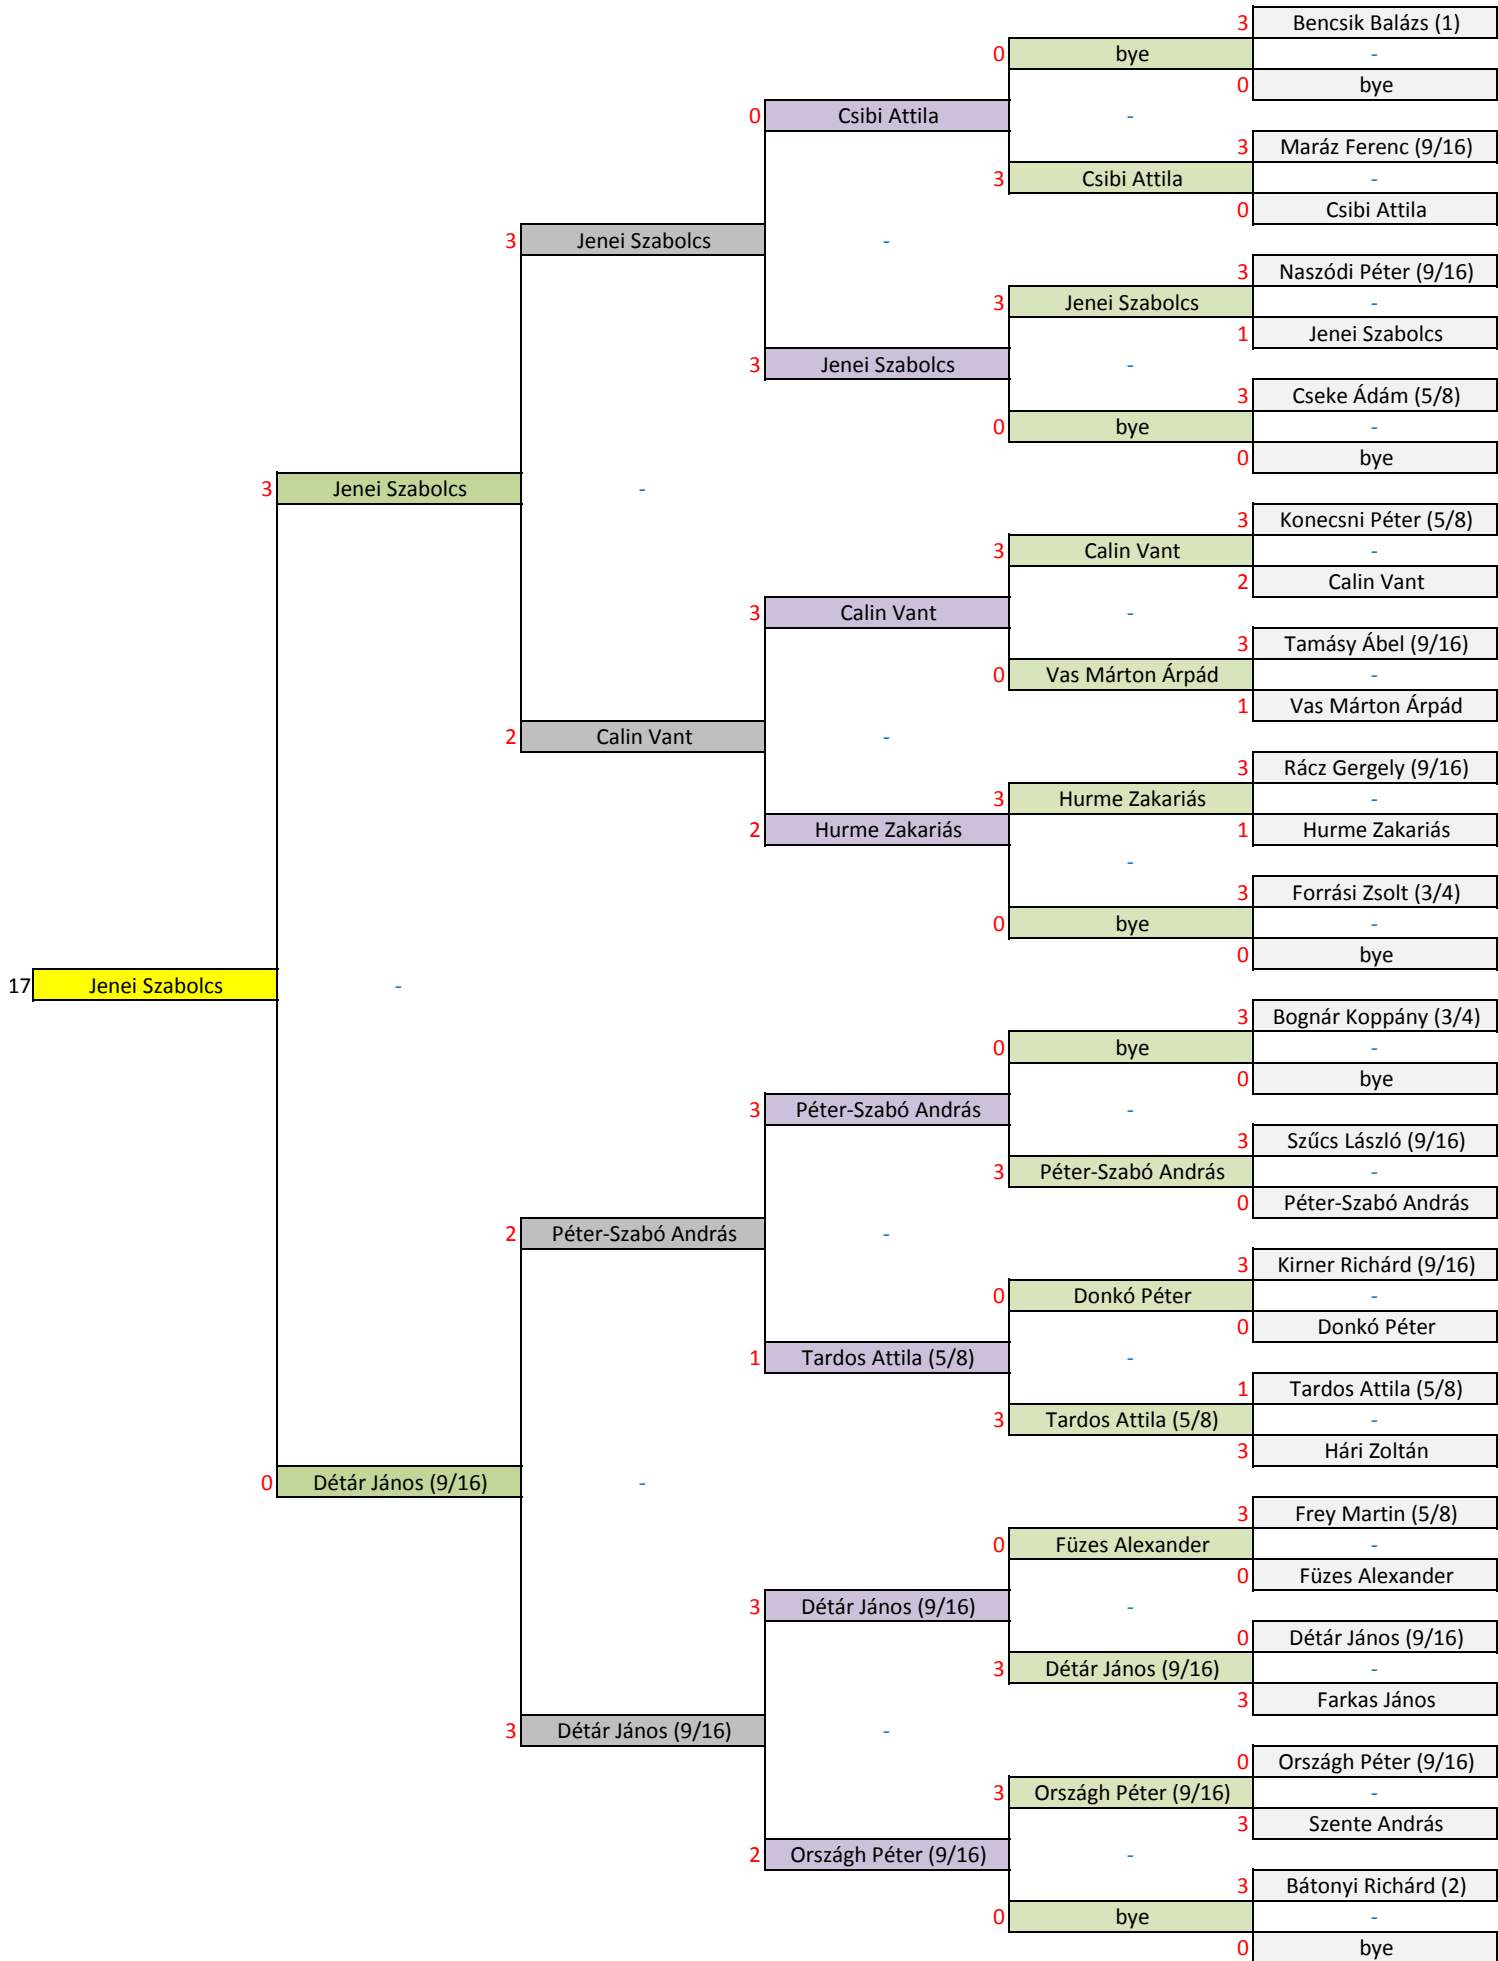 3 Bencsik Balázs (1)
0 bye -
0 bye
0 Csibi Attila -
3 Maráz Ferenc (9/16)
3 Csibi Attila -
0 Csibi Attila
3 Jenei Szabolcs -
3 Naszódi Péter (9/16)
3 Jenei Szabolcs -
1 Jenei Szabolcs
3 Jenei Szabolcs -
3 Cseke Ádám (5/8)
0 bye -
0 bye
3 Jenei Szabolcs -
3 Konecsni Péter (5/8)
3 Calin Vant -
2 Calin Vant
3 Calin Vant -
3 Tamásy Ábel (9/16)
0 Vas Márton Árpád -
1 Vas Márton Árpád
2 Calin Vant -
3 Rácz Gergely (9/16)
3 Hurme Zakariás -
2 Hurme Zakariás 1 Hurme Zakariás
-
3 Forrási Zsolt (3/4)
0 bye -
0 bye
17 Jenei Szabolcs -
3 Bognár Koppány (3/4)
0 bye -
0 bye
3 Péter-Szabó András -
3 Szűcs László (9/16)
3 Péter-Szabó András -
0 Péter-Szabó András
2 Péter-Szabó András -
3 Kirner Richárd (9/16)
0 Donkó Péter -
0 Donkó Péter
1 Tardos Attila (5/8) -
1 Tardos Attila (5/8)
3 Tardos Attila (5/8) -
3 Hári Zoltán
0 Détár János (9/16) -
3 Frey Martin (5/8)
0 Füzes Alexander -
0 Füzes Alexander
3 Détár János (9/16) -
0 Détár János (9/16)
3 Détár János (9/16) -
3 Farkas János
3 Détár János (9/16) -
0 Országh Péter (9/16)
3 Országh Péter (9/16) -
3 Szente András
2 Országh Péter (9/16) -
3 Bátonyi Richárd (2)
0 bye -
0 bye